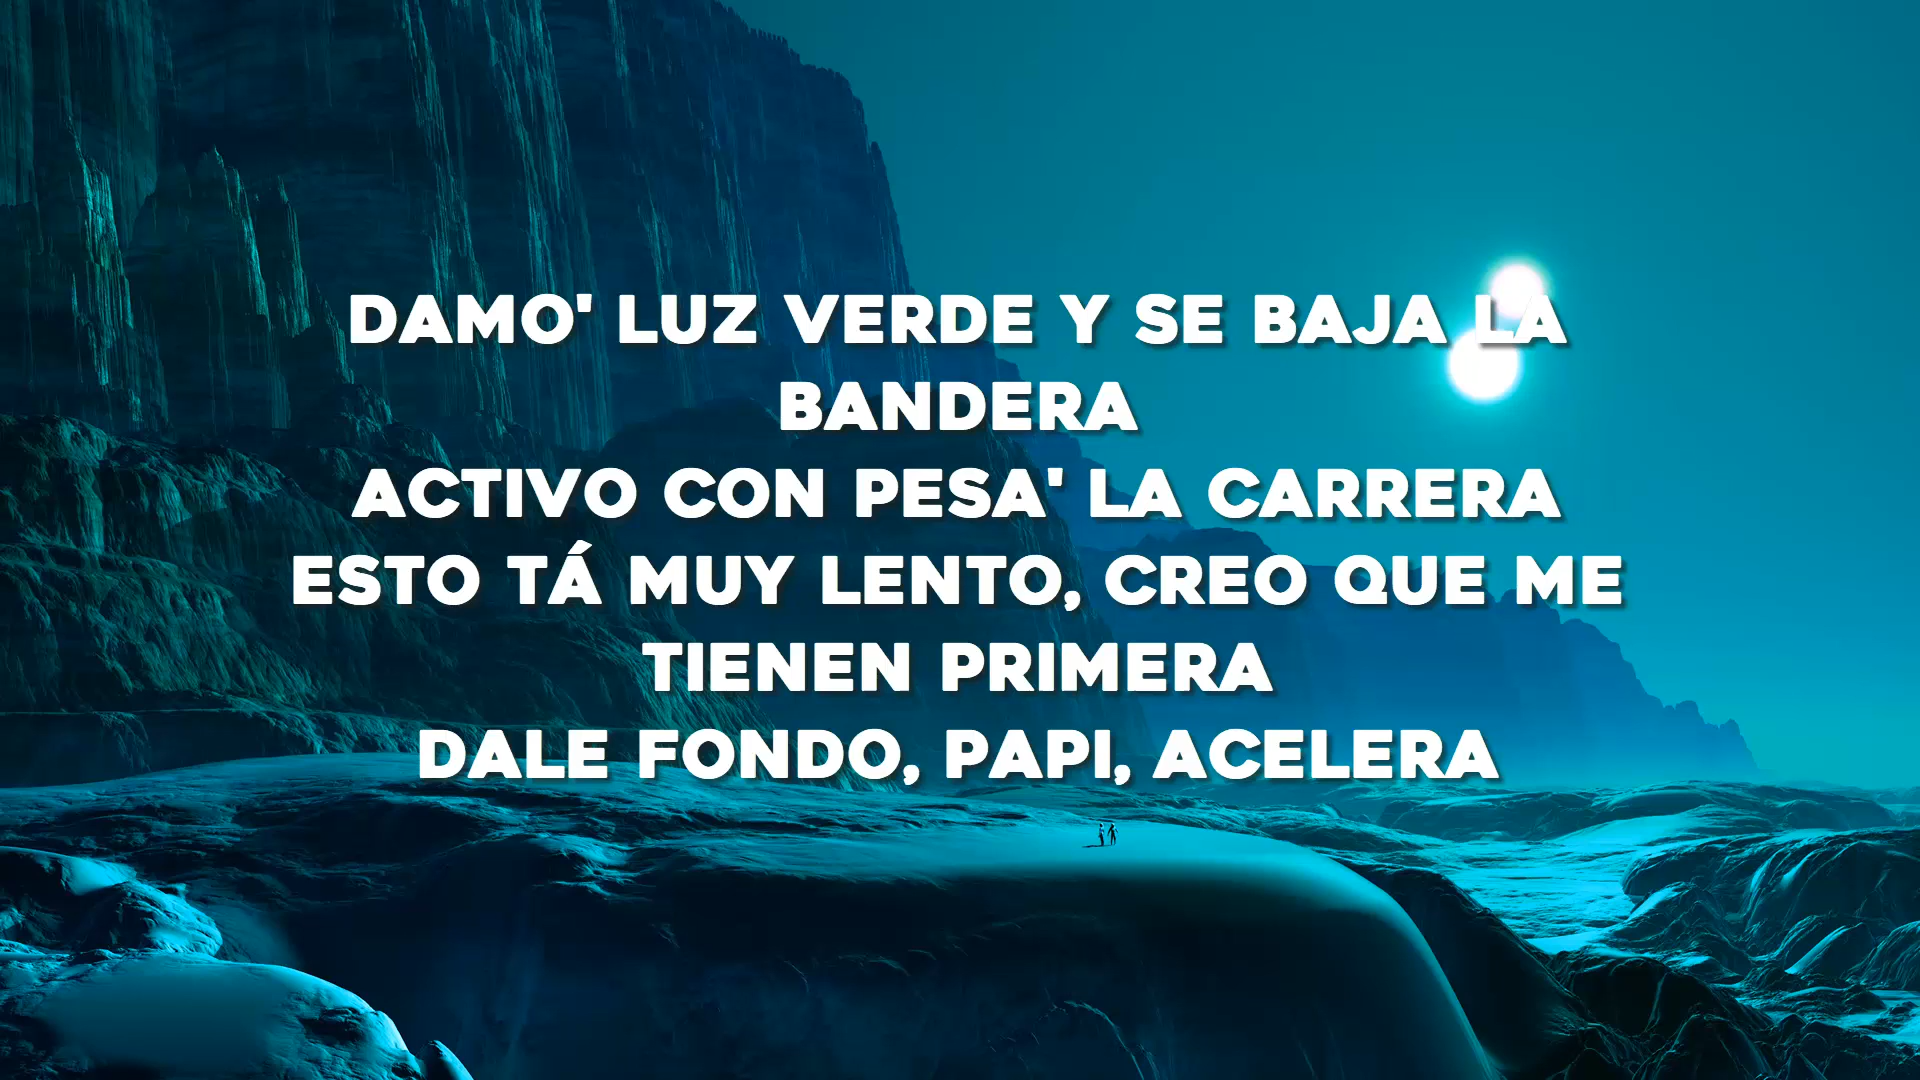 DAMO' LUZ VERDE Y SE BAJA LA
BANDERA
ACTIVO CON PESA' LA CARRERA
ESTO TÁ MUY LENTO, CREO QUE ME
TIENEN PRIMERA
DALE FONDO, PAPI, ACELERA